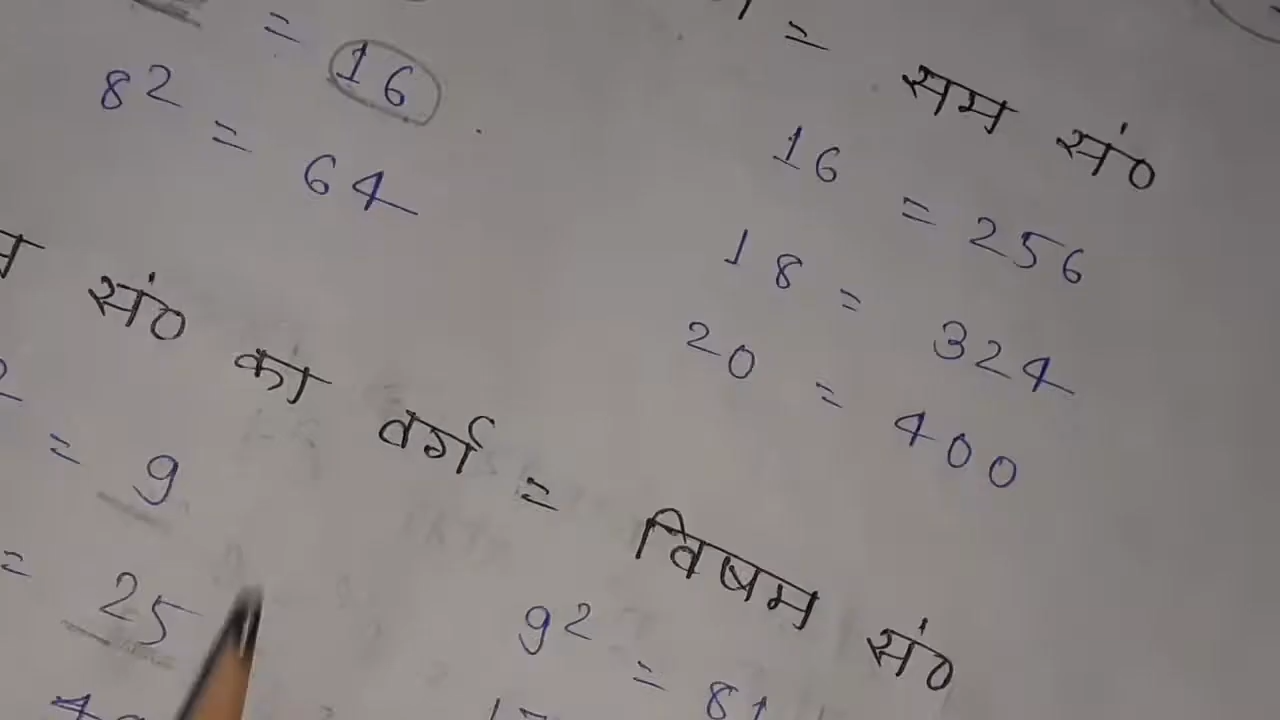 = 16
8² = 64
= सम सं०
16 = 256
18 = 324
20 = 400
सं० का वर्ग = विषम सं०
= 9
= 25
9² = 81